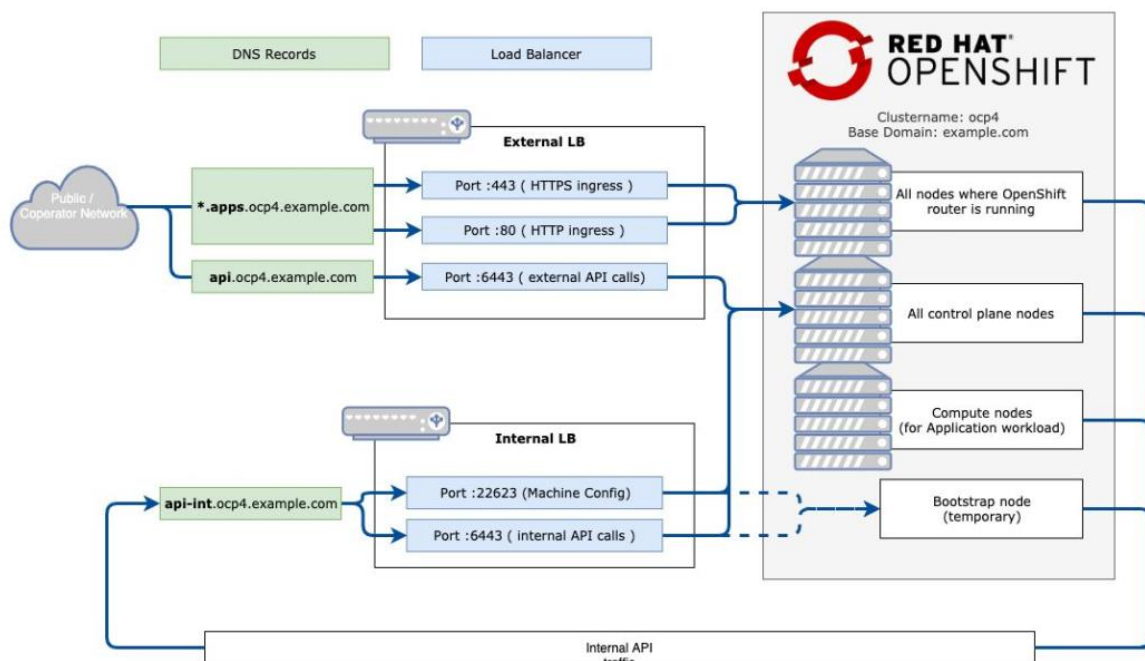 DNS Records
Load Balancer
RED HAT®
OPENSHIFT
Clustername: ocp4
Base Domain: example.com
External LB
Public /
Coperator Network
*.apps.ocp4.example.com
Port :443 ( HTTPS ingress )
Port :80 ( HTTP ingress )
All nodes where OpenShift
router is running
api.ocp4.example.com
Port :6443 ( external API calls)
All control plane nodes
Compute nodes
(for Application workload)
Internal LB
api-int.ocp4.example.com
Port :22623 (Machine Config)
Port :6443 ( internal API calls )
Bootstrap node
(temporary)
Internal API
traffic